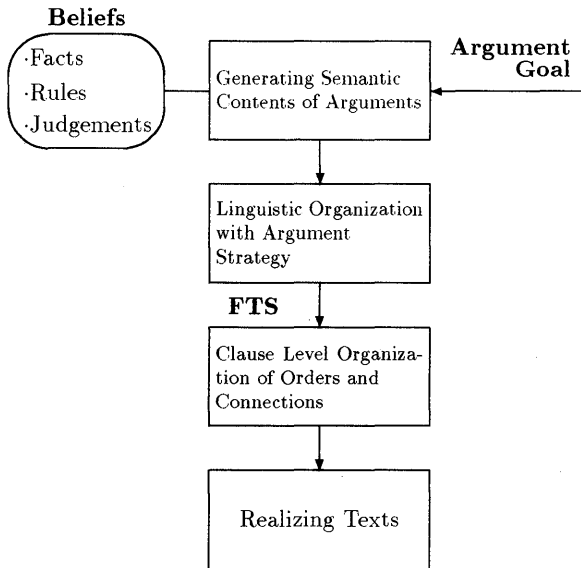 Beliefs
·Facts
·Rules
·Judgements
Generating Semantic
Contents of Arguments
Argument
Goal
Linguistic Organization
with Argument
Strategy
FTS
Clause Level Organiza-
tion of Orders and
Connections
Realizing Texts